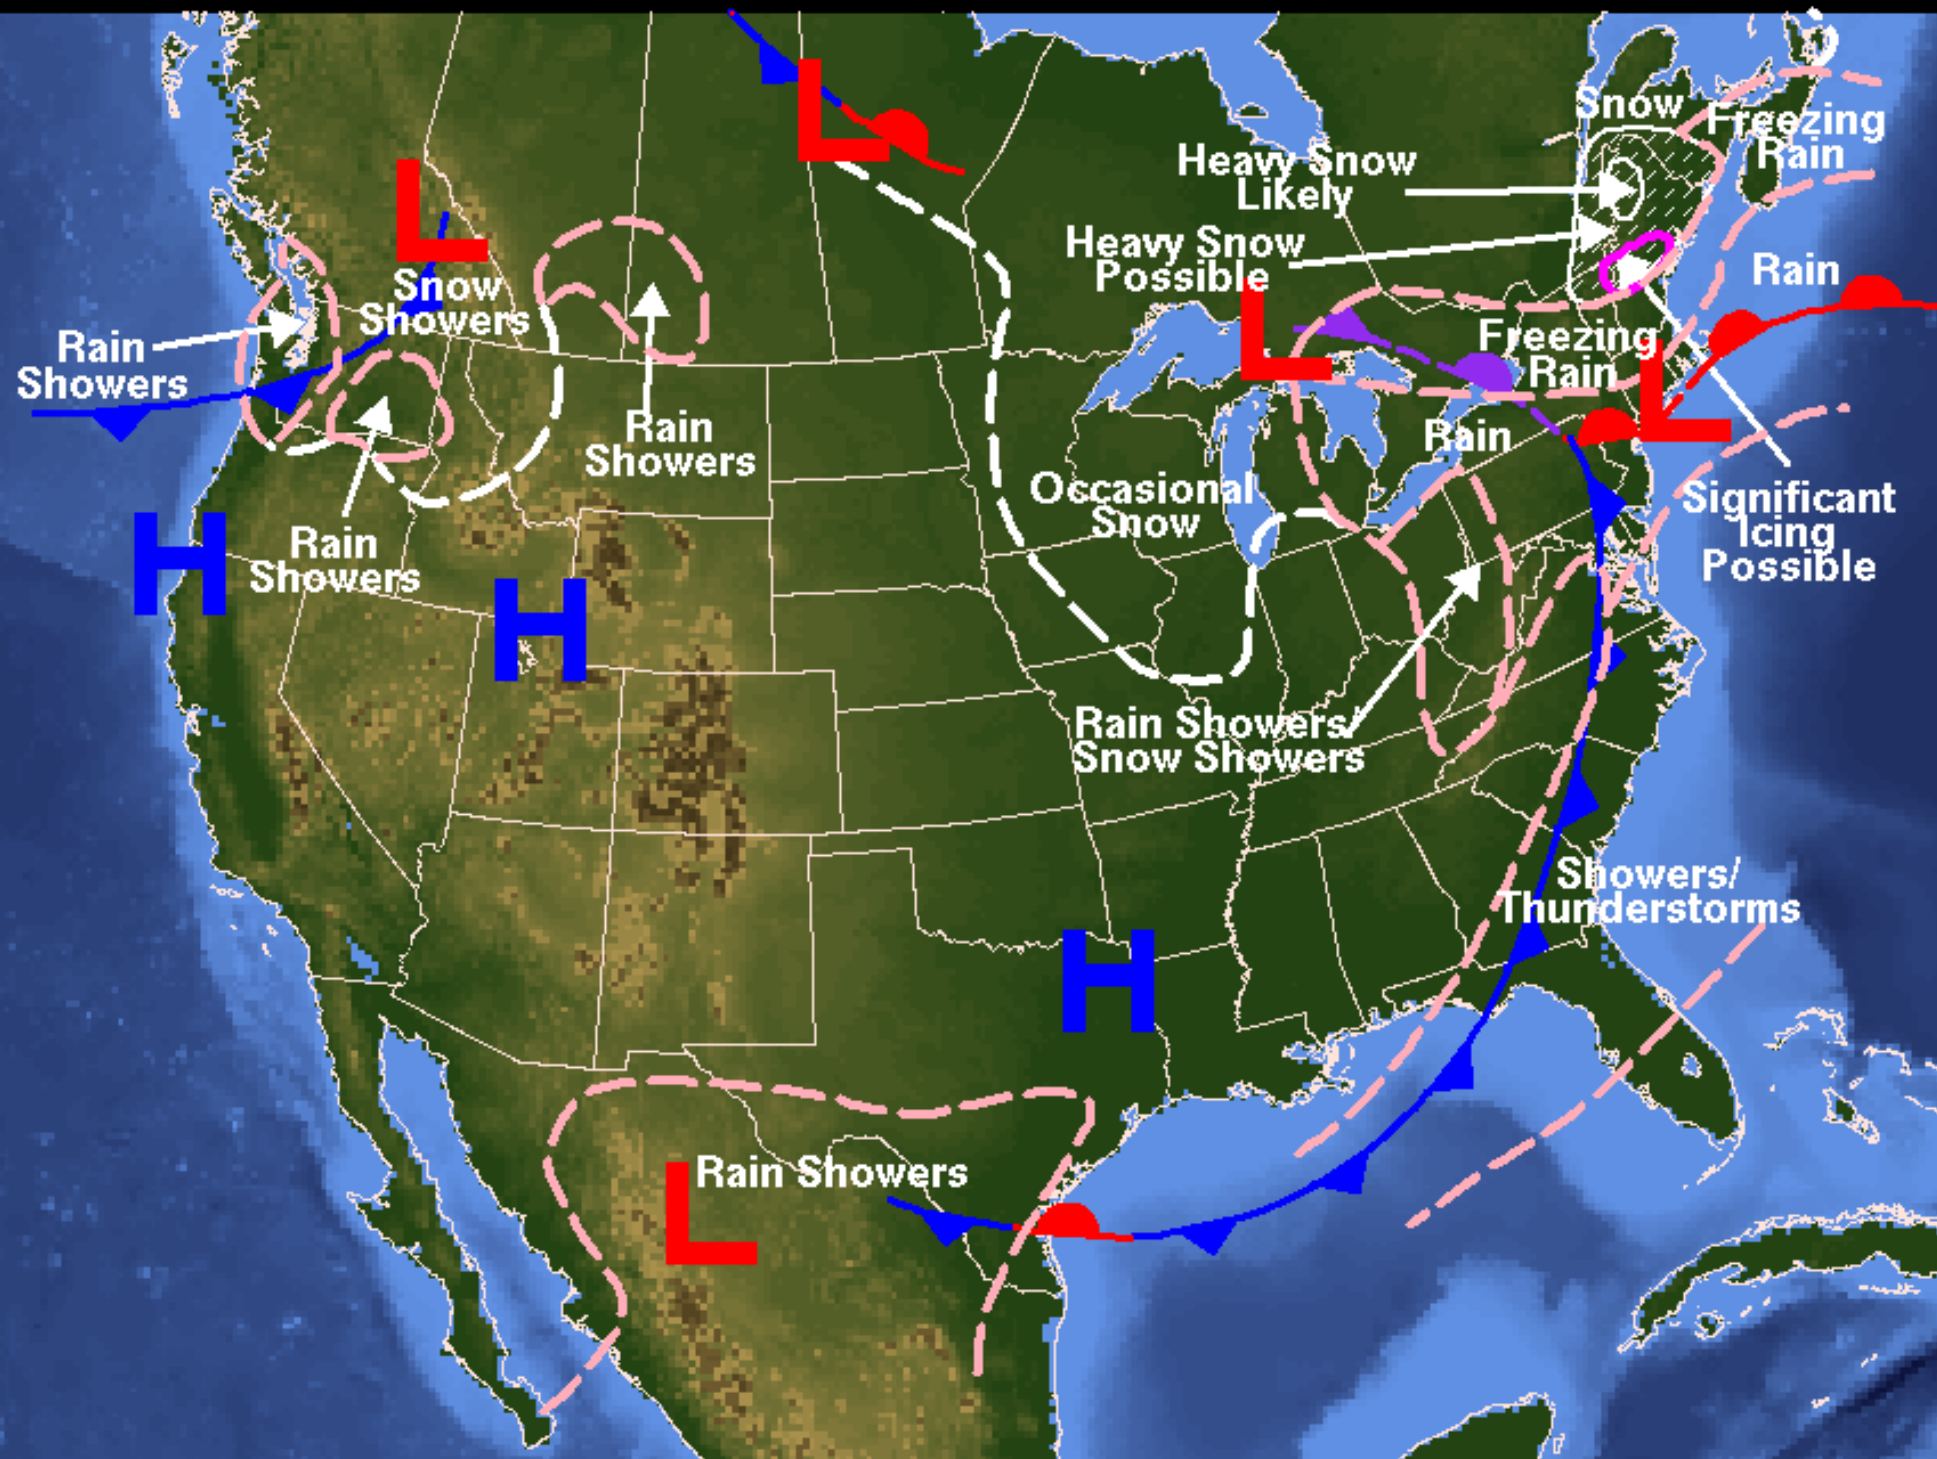 L
L
Snow
Showers
Rain
Showers
Rain
Showers
Rain
Showers
H
H
Snow
Freezing
Rain
Heavy Snow
Likely
Heavy Snow
Possible
L
Rain
Freezing
Rain
L
Rain
Occasional
Snow
Significant
Icing
Possible
Rain Showers/
Snow Showers
Showers/
Thunderstorms
H
Rain Showers
L